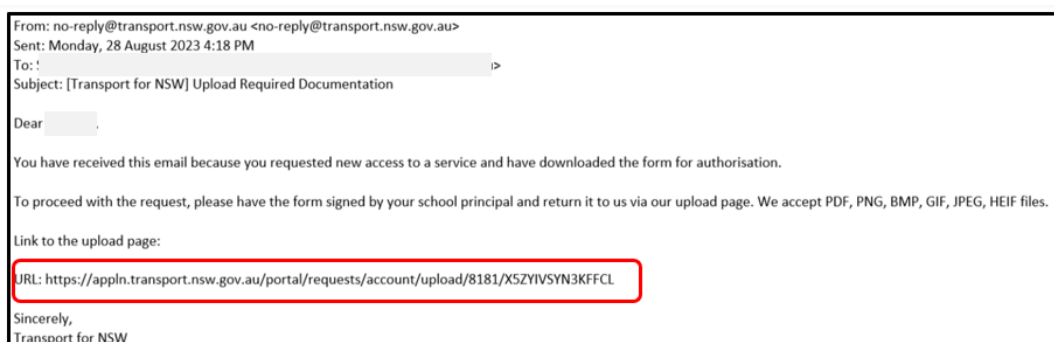 From: no-reply@transport.nsw.gov.au <no-reply@transport.nsw.gov.au>
Sent: Monday, 28 August 2023 4:18 PM
To: >
Subject: [Transport for NSW] Upload Required Documentation
Dear .
You have received this email because you requested new access to a service and have downloaded the form for authorisation.
To proceed with the request, please have the form signed by your school principal and return it to us via our upload page. We accept PDF, PNG, BMP, GIF, JPEG, HEIF files.
Link to the upload page:
URL: https://appln.transport.nsw.gov.au/portal/requests/account/upload/8181/X5ZYIVSYN3KFFCL
Sincerely,
Transport for NSW